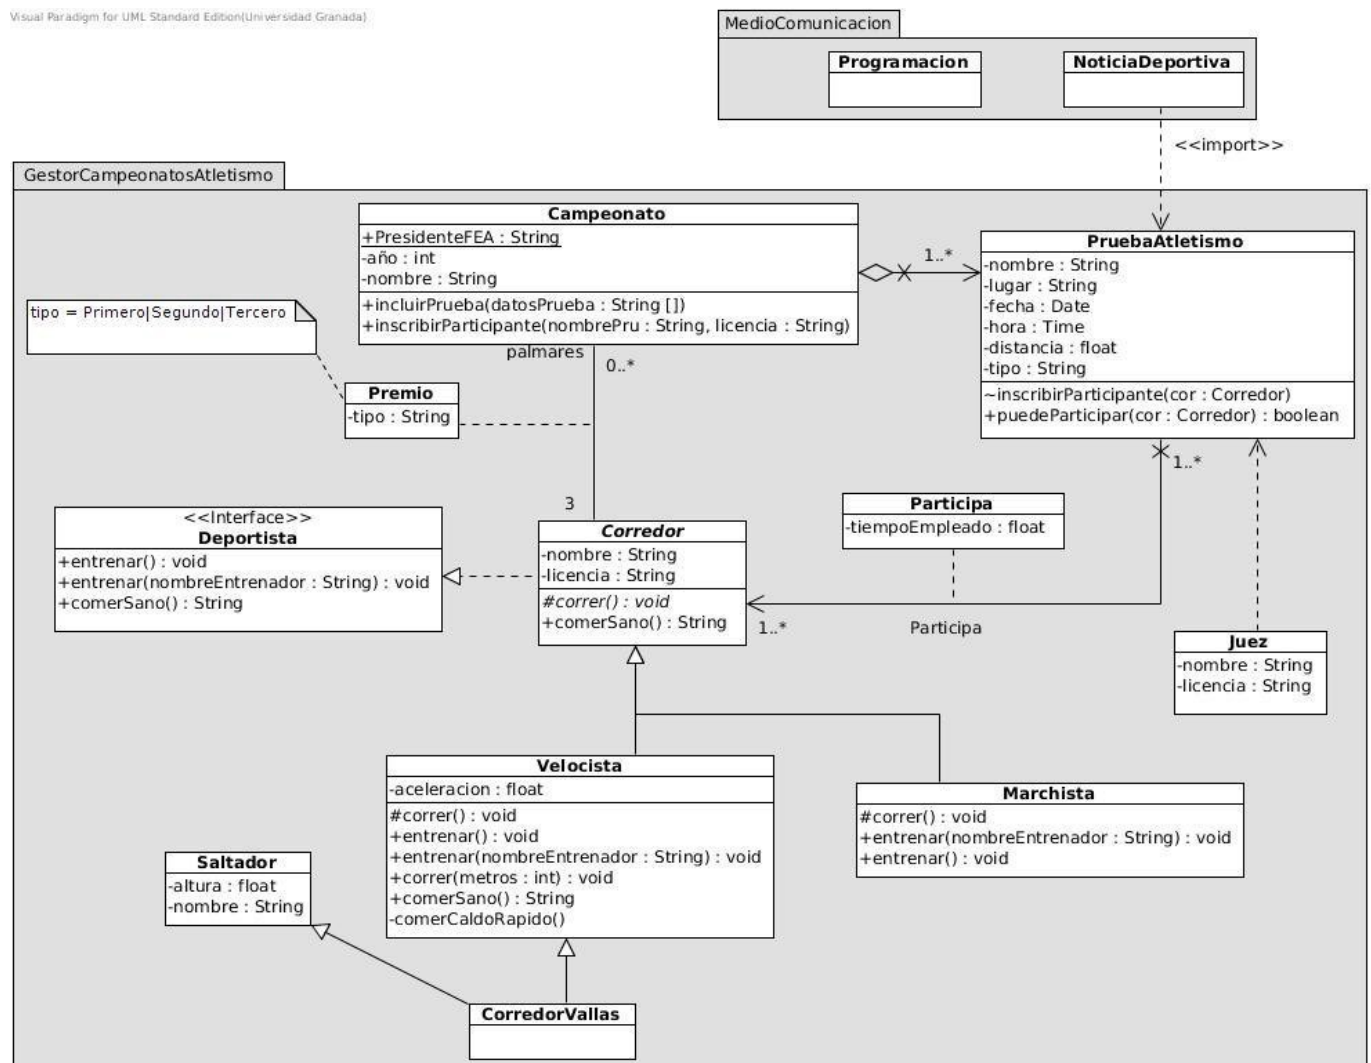 Visual Paradigm for UML Standard Edition(Universidad Granada)
MedioComunicacion
Programacion
NoticiaDeportiva
<<import>>
GestorCampeonatosAtletismo
Campeonato
+PresidenteFEA : String
-año : int
-nombre : String
+incluirPrueba(datosPrueba : String [])
+inscribirParticipante(nombrePru : String, licencia : String)
1..*
PruebaAtletismo
-nombre : String
-lugar : String
-fecha : Date
-hora : Time
-distancia : float
-tipo : String
~inscribirParticipante(cor : Corredor)
+puedeParticipar(cor : Corredor) : boolean
tipo = Primero|Segundo|Tercero
palmares
0..*
Premio
-tipo : String
3
1..*
<<Interface>>
Deportista
+entrenar() : void
+entrenar(nombreEntrenador : String) : void
+comerSano() : String
Corredor
-nombre : String
-licencia : String
#correr() : void
+comerSano() : String
Participa
-tiempoEmpleado : float
1..*
Participa
Juez
-nombre : String
-licencia : String
Velocista
-aceleracion : float
#correr() : void
+entrenar() : void
+entrenar(nombreEntrenador : String) : void
+correr(metros : int) : void
+comerSano() : String
-comerCaldoRapido()
Marchista
#correr() : void
+entrenar(nombreEntrenador : String) : void
+entrenar() : void
Saltador
-altura : float
-nombre : String
CorredorVallas